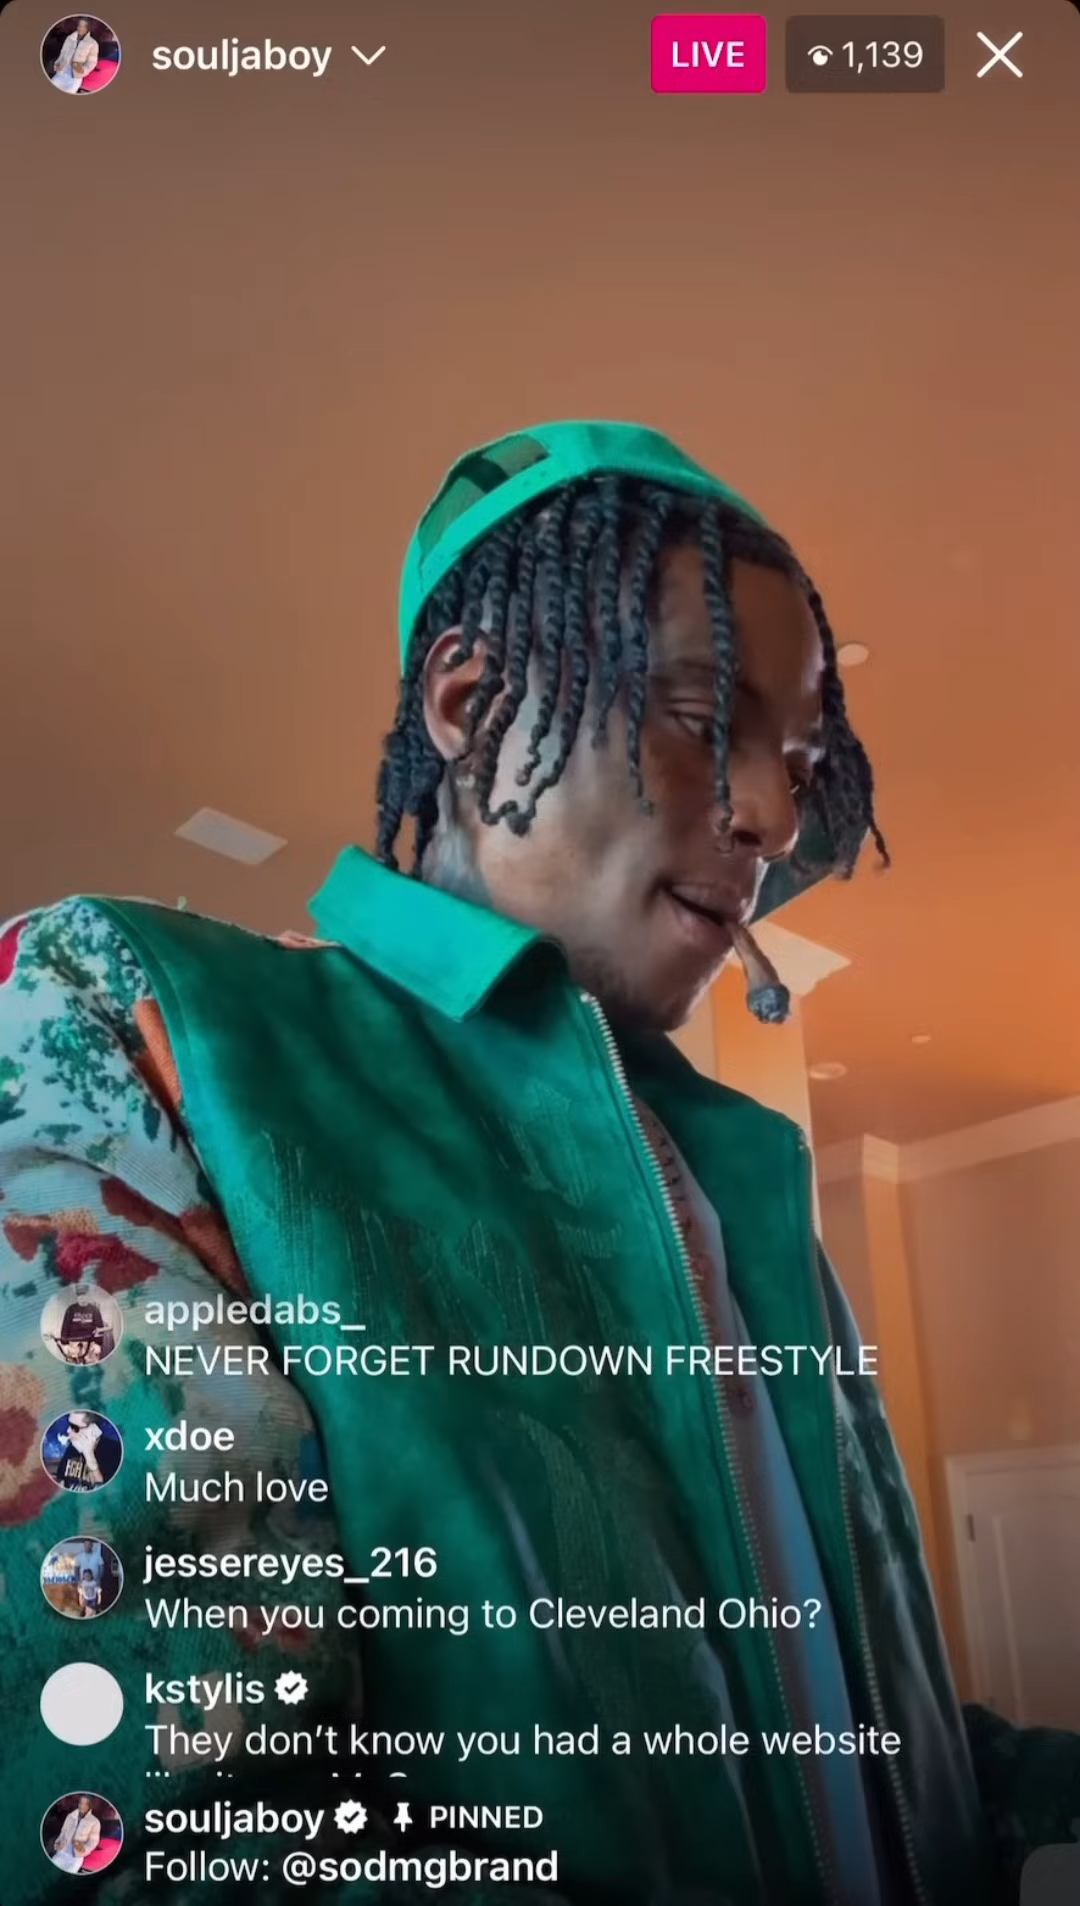 souljaboy
LIVE
1,139
appledabs_
NEVER FORGET RUNDOWN FREESTYLE
xdoe
Much love
jessereyes_216
When you coming to Cleveland Ohio?
kstylis
They don't know you had a whole website
souljaboy PINNED
Follow: @sodmgbrand